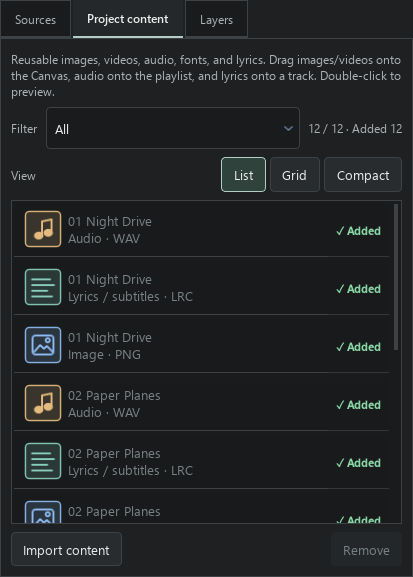 Sources
Project content
Layers
Reusable images, videos, audio, fonts, and lyrics. Drag images/videos onto
the Canvas, audio onto the playlist, and lyrics onto a track. Double-click to
preview.
Filter
All
12 / 12 · Added 12
View
List
Grid
Compact
01 Night Drive
Audio · WAV
✓ Added
01 Night Drive
Lyrics / subtitles · LRC
✓ Added
01 Night Drive
Image · PNG
✓ Added
02 Paper Planes
Audio · WAV
✓ Added
02 Paper Planes
Lyrics / subtitles · LRC
✓ Added
02 Paper Planes
✓ Added
Import content
Remove